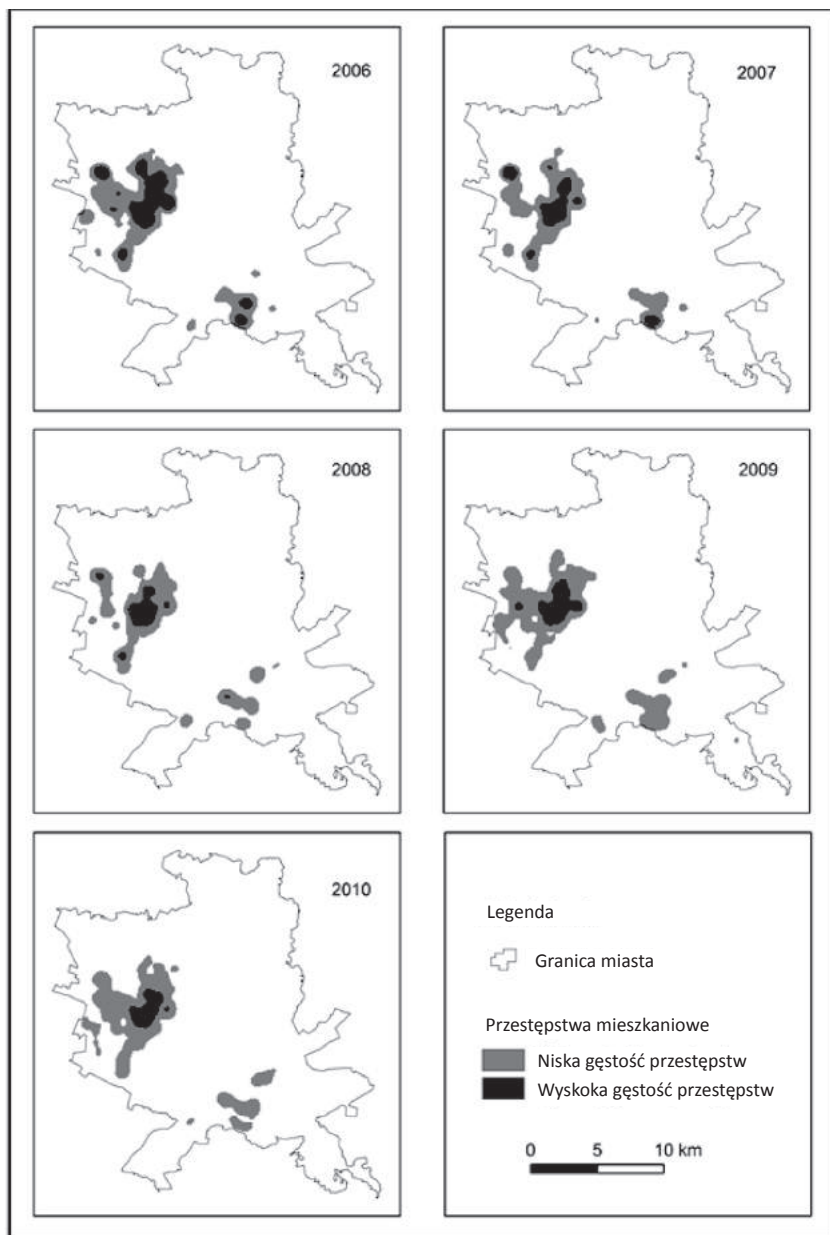 2006
2007
2008
2009
2010
Legenda
Granica miasta
Przestępstwa mieszkaniowe
Niska gęstość przestępstw
Wyskoka gęstość przestępstw
0 5 10 km